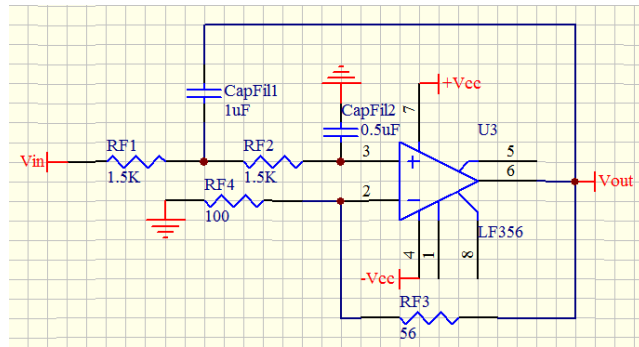 +Vcc
CapFil1
1uF
CapFil2
0.5uF
7
U3
RF1
RF2
3
5
Vin
6
1.5K
1.5K
RF4
2
Vout
100
LF356
4
1
8
-Vcc
RF3
56